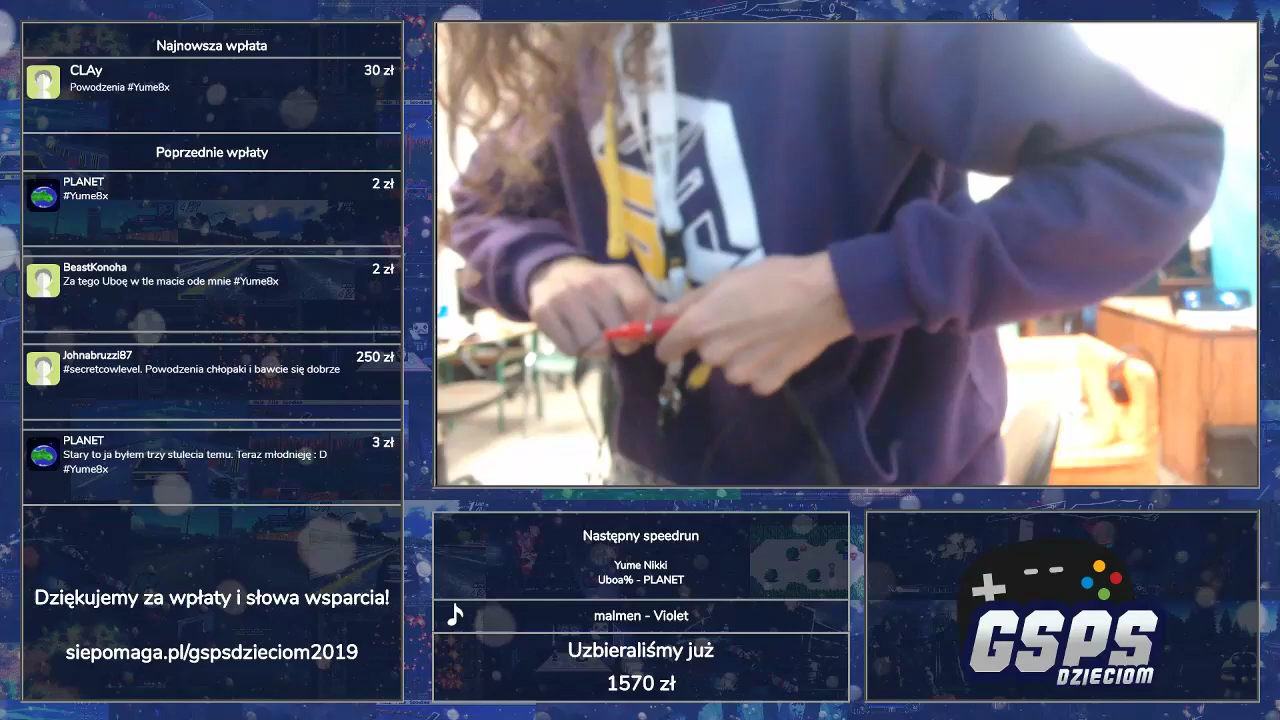 Najnowsza wpłata
CLAy
30 zł
Powodzenia #Yume8x
Poprzednie wpłaty
PLANET
2 zł
#Yume8x
BeastKonoha
2 zł
Za tego Uboę w tle macie ode mnie #Yume8x
Johnabruzzi87
250 zł
#secretcowlevel. Powodzenia chłopaki i bawcie się dobrze
PLANET
3 zł
Stary to ja byłem trzy stulecia temu. Teraz młodnieję : D
#Yume8x
Dziękujemy za wpłaty i słowa wsparcia!
siepomaga.pl/gspsdzieciom2019
Następny speedrun
Yume Nikki
Uboa% - PLANET
malmen - Violet
Uzbieraliśmy już
1570 zł
GSPS
DZIECIOM